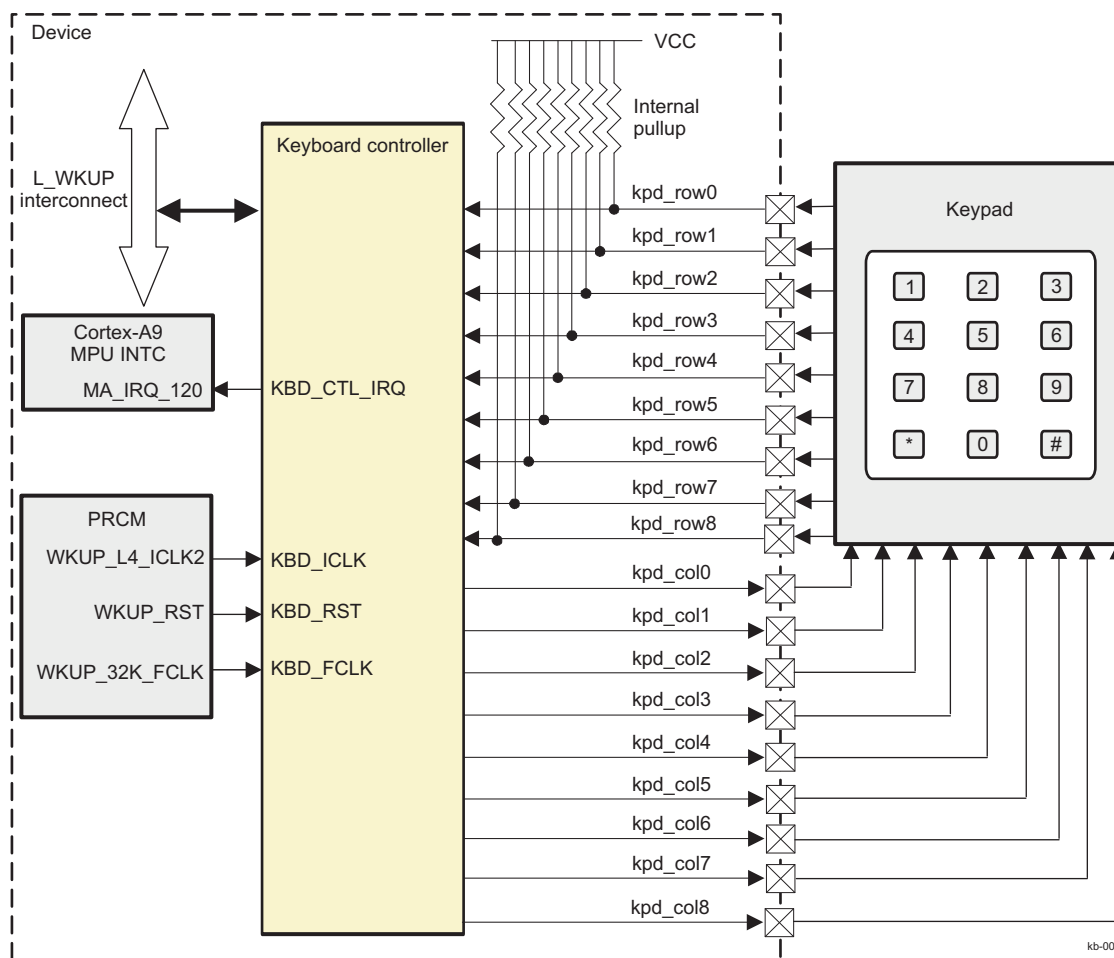 Device
VCC
Internal
pullup
Keyboard controller
L_WKUP
interconnect
Cortex-A9
MPU INTC
MA_IRQ_120
KBD_CTL_IRQ
PRCM
WKUP_L4_ICLK2
KBD_ICLK
WKUP_RST
KBD_RST
WKUP_32K_FCLK
KBD_FCLK
kpd_row0
kpd_row1
kpd_row2
kpd_row3
kpd_row4
kpd_row5
kpd_row6
kpd_row7
kpd_row8
kpd_col0
kpd_col1
kpd_col2
kpd_col3
kpd_col4
kpd_col5
kpd_col6
kpd_col7
kpd_col8
Keypad
1 2 3
4 5 6
7 8 9
* 0 #
kb-00